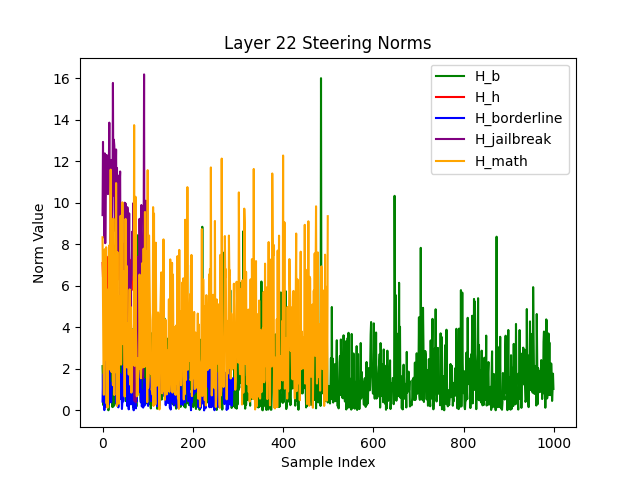 Layer 22 Steering Norms
H_b
H_h
H_borderline
H_jailbreak
H_math
Norm Value
16
14
12
10
8
6
4
2
0
0 200 400 600 800 1000
Sample Index